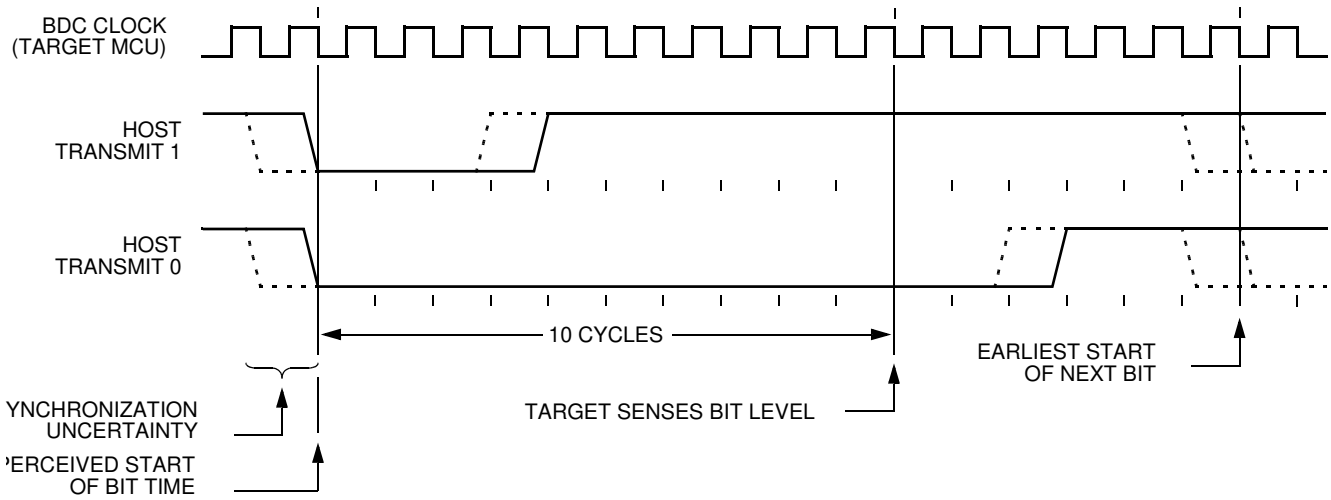 BDC CLOCK
(TARGET MCU)
HOST
TRANSMIT 1
HOST
TRANSMIT 0
10 CYCLES
EARLIEST START
OF NEXT BIT
YNCHRONIZATION
UNCERTAINTY
TARGET SENSES BIT LEVEL
PERCEIVED START
OF BIT TIME